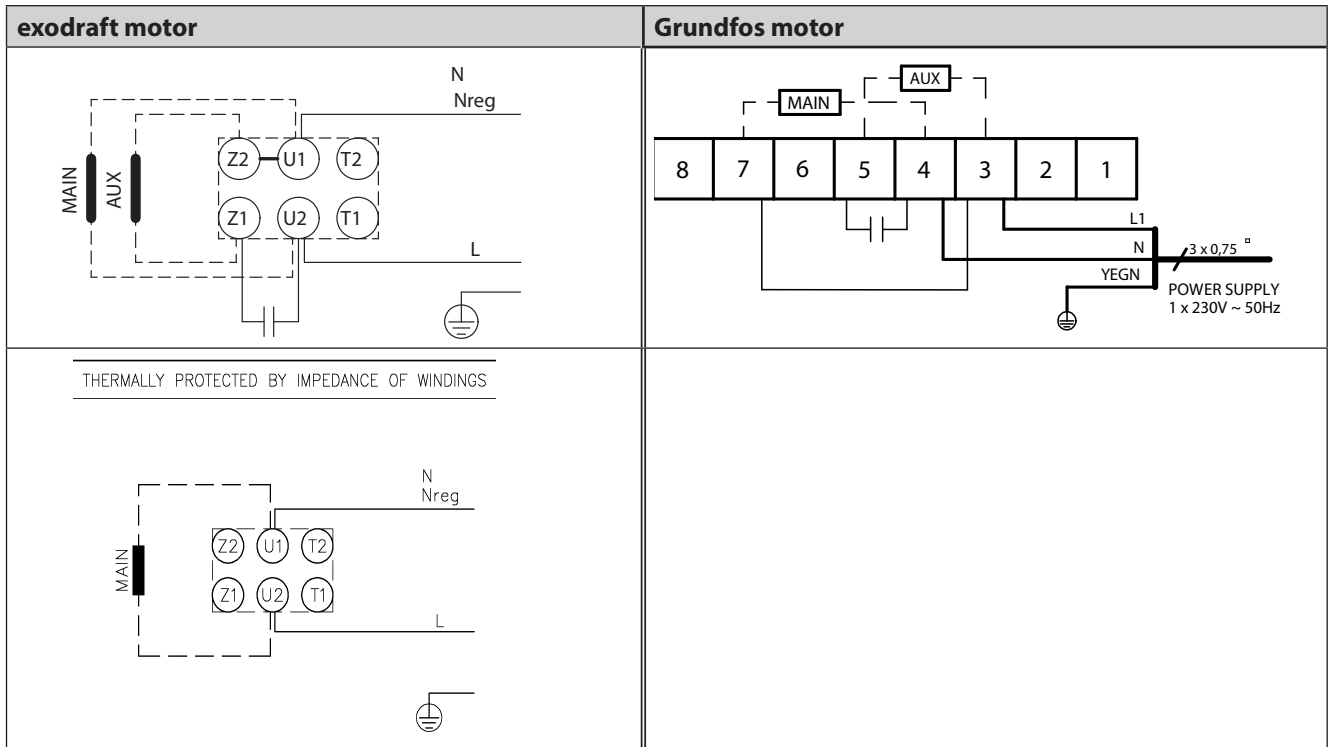 exodraft motor
Grundfos motor
N
Nreg
MAIN
AUX
Z2
U1
T2
Z1
U2
T1
L
AUX
MAIN
8
7
6
5
4
3
2
1
L1
N
YEGN
3 x 0,75 □
POWER SUPPLY
1 x 230V ~ 50Hz
THERMALLY PROTECTED BY IMPEDANCE OF WINDINGS
N
Nreg
MAIN
Z2
U1
T2
Z1
U2
T1
L